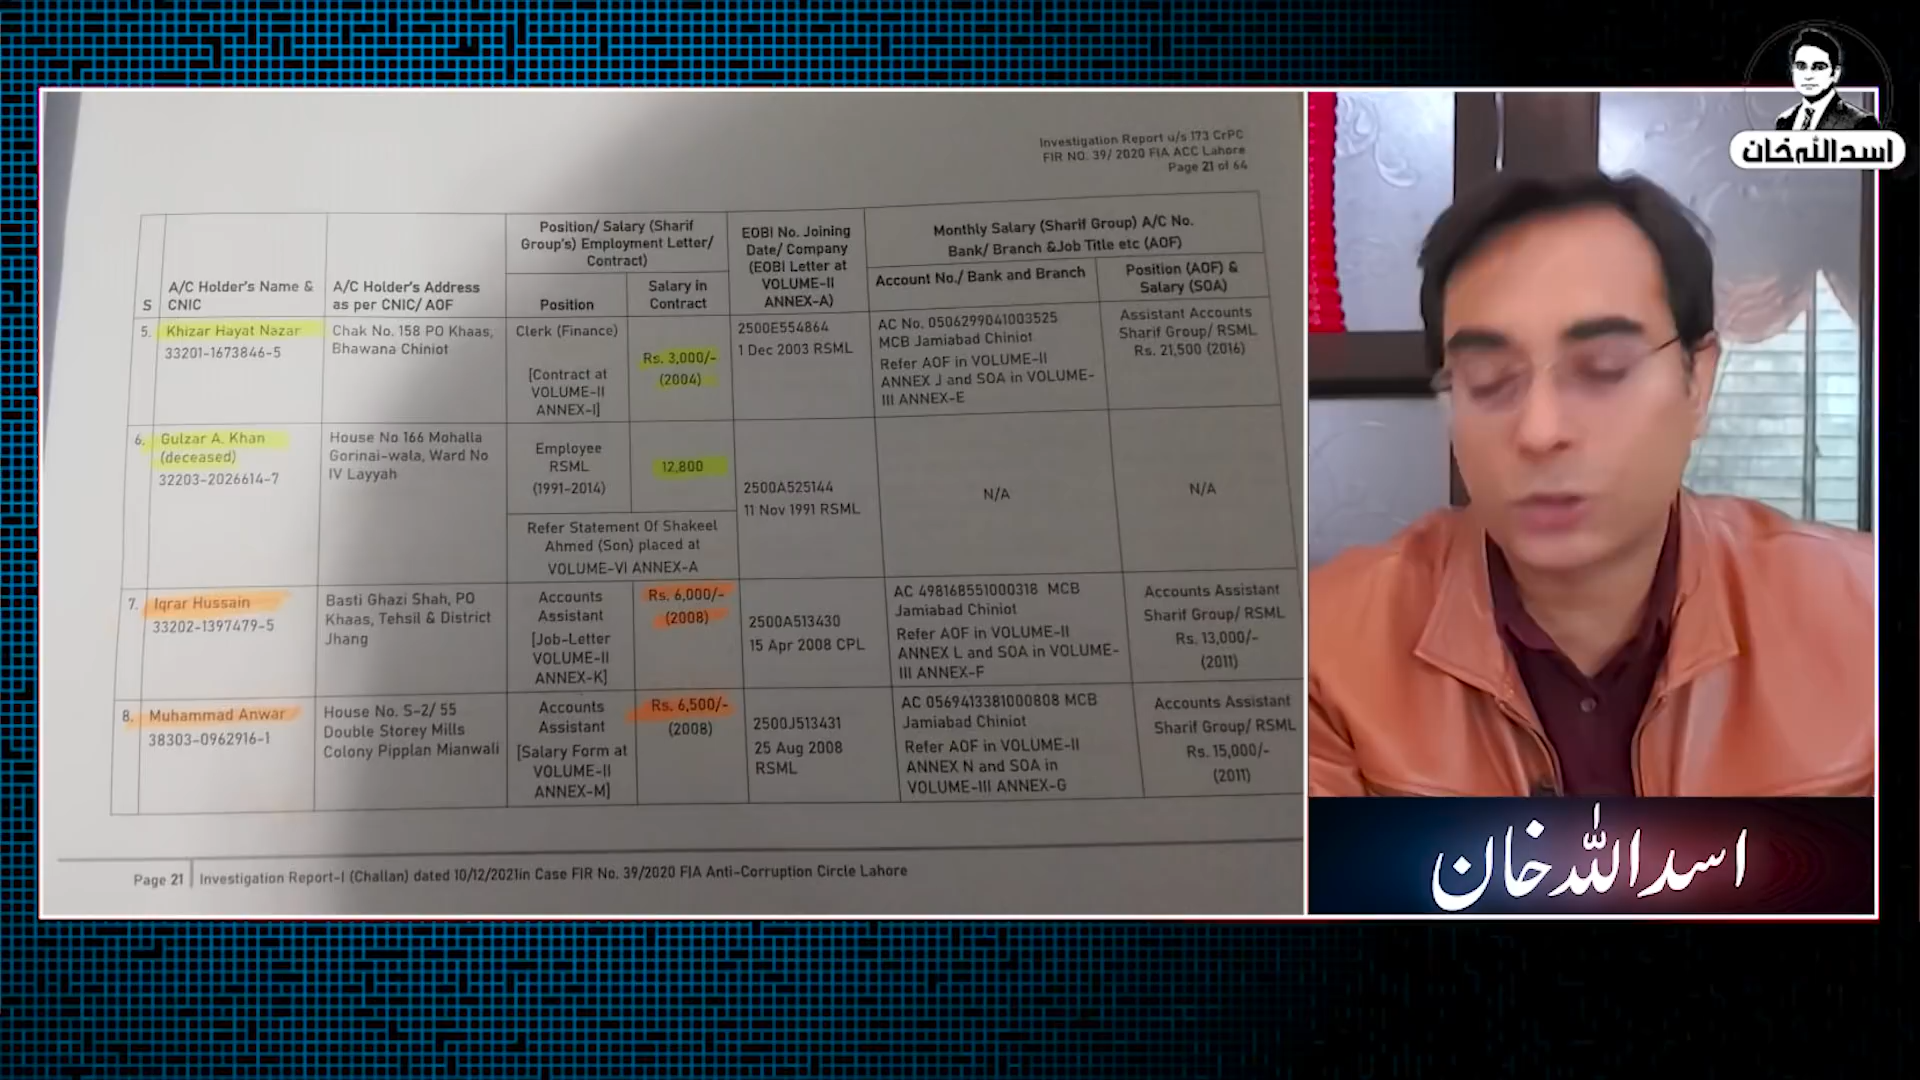 اسداللہ خان
Investigation Report u/s 173 CrPC
FIR NO. 39/ 2020 FIA ACC Lahore
Page 21 of 64
S
A/C Holder's Name &
CNIC
A/C Holder's Address
as per CNIC/ AOF
Position/ Salary (Sharif
Group's) Employment Letter/
Contract)
Position
Salary in
Contract
EOBI No. Joining
Date/ Company
(EOBI Letter at
VOLUME-II
ANNEX-A)
Monthly Salary (Sharif Group) A/C No.
Bank/ Branch &Job Title etc (AOF)
Account No./ Bank and Branch
Position (AOF) &
Salary (SOA)
5.
Khizar Hayat Nazar
33201-1673846-5
Chak No. 158 PO Khaas,
Bhawana Chiniot
Clerk (Finance)
[Contract at
VOLUME-II
ANNEX-I]
Rs. 3,000/-
(2004)
2500E554864
1 Dec 2003 RSML
AC No. 0506299041003525
MCB Jamiabad Chiniot
Refer AOF in VOLUME-II
ANNEX J and SOA in VOLUME-
III ANNEX-E
Assistant Accounts
Sharif Group/ RSML
Rs. 21,500 (2016)
6.
Gulzar A. Khan
(deceased)
32203-2026614-7
House No 166 Mohalla
Gorinai-wala, Ward No
IV Layyah
Employee
RSML
(1991-2014)
12,800
Refer Statement Of Shakeel
Ahmed (Son) placed at
VOLUME-VI ANNEX-A
2500A525144
11 Nov 1991 RSML
N/A
N/A
7.
Iqrar Hussain
33202-1397479-5
Basti Ghazi Shah, PO
Khaas, Tehsil & District
Jhang
Accounts
Assistant
[Job-Letter
VOLUME-II
ANNEX-K]
Rs. 6,000/-
(2008)
2500A513430
15 Apr 2008 CPL
AC 498168551000318 MCB
Jamiabad Chiniot
Refer AOF in VOLUME-II
ANNEX L and SOA in VOLUME-
III ANNEX-F
Accounts Assistant
Sharif Group/ RSML
Rs. 13,000/-
(2011)
8.
Muhammad Anwar
38303-0962916-1
House No. S-2/ 55
Double Storey Mills
Colony Pipplan Mianwali
Accounts
Assistant
[Salary Form at
VOLUME-II
ANNEX-M]
Rs. 6,500/-
(2008)
2500J513431
25 Aug 2008
RSML
AC 0569413381000808 MCB
Jamiabad Chiniot
Refer AOF in VOLUME-II
ANNEX N and SOA in
VOLUME-III ANNEX-G
Accounts Assistant
Sharif Group/ RSML
Rs. 15,000/-
(2011)
Page 21
Investigation Report-I (Challan) dated 10/12/2021in Case FIR No. 39/2020 FIA Anti-Corruption Circle Lahore
اسد اللہ خان